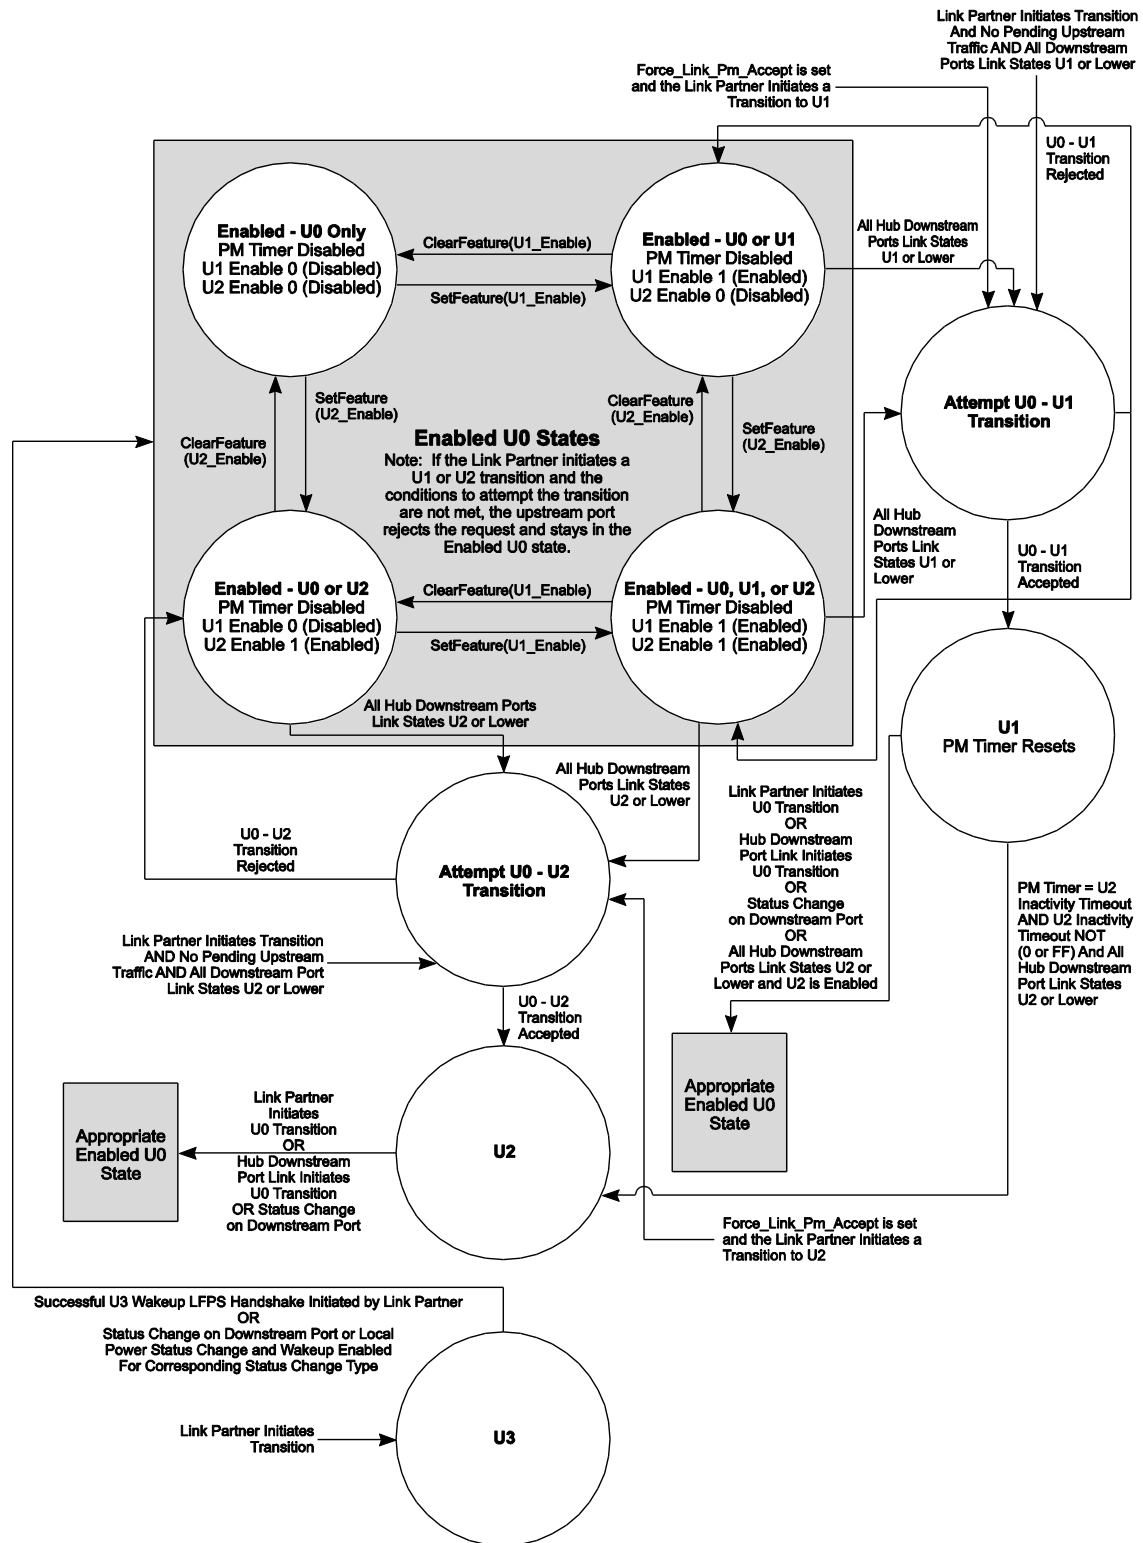 Link Partner Initiates Transition
And No Pending Upstream
Traffic AND All Downstream
Ports Link States U1 or Lower
Force_Link_Pm_Accept is set
and the Link Partner Initiates a
Transition to U1
U0 - U1
Transition
Rejected
Enabled - U0 Only
PM Timer Disabled
U1 Enable 0 (Disabled)
U2 Enable 0 (Disabled)
ClearFeature(U1_Enable)
SetFeature(U1_Enable)
Enabled - U0 or U1
PM Timer Disabled
U1 Enable 1 (Enabled)
U2 Enable 0 (Disabled)
All Hub Downstream
Ports Link States
U1 or Lower
Attempt U0 - U1
Transition
SetFeature
(U2_Enable)
ClearFeature
(U2_Enable)
ClearFeature
(U2_Enable)
SetFeature
(U2_Enable)
Enabled U0 States
Note: If the Link Partner initiates a
U1 or U2 transition and the
conditions to attempt the transition
are not met, the upstream port
rejects the request and stays in the
Enabled U0 state.
All Hub
Downstream
Ports Link
States U1 or
Lower
U0 - U1
Transition
Accepted
Enabled - U0 or U2
PM Timer Disabled
U1 Enable 0 (Disabled)
U2 Enable 1 (Enabled)
ClearFeature(U1_Enable)
SetFeature(U1_Enable)
Enabled - U0, U1, or U2
PM Timer Disabled
U1 Enable 1 (Enabled)
U2 Enable 1 (Enabled)
U1
PM Timer Resets
All Hub Downstream Ports
Link States U2 or Lower
All Hub Downstream
Ports Link States
U2 or Lower
Link Partner Initiates
U0 Transition
OR
Hub Downstream
Port Link Initiates
U0 Transition
OR
Status Change
on Downstream Port
OR
All Hub Downstream
Ports Link States U2 or
Lower and U2 is Enabled
U0 - U2
Transition
Rejected
Attempt U0 - U2
Transition
PM Timer = U2
Inactivity Timeout
AND U2 Inactivity
Timeout NOT
(0 or FF) And All
Hub Downstream
Port Link States
U2 or Lower
Link Partner Initiates Transition
AND No Pending Upstream
Traffic AND All Downstream Port
Link States U2 or Lower
U0 - U2
Transition
Accepted
Appropriate
Enabled U0
State
Appropriate
Enabled U0
State
Link Partner
Initiates
U0 Transition
OR
Hub Downstream
Port Link Initiates
U0 Transition
OR Status Change
on Downstream Port
U2
Force_Link_Pm_Accept is set
and the Link Partner Initiates a
Transition to U2
Successful U3 Wakeup LFPS Handshake Initiated by Link Partner
OR
Status Change on Downstream Port or Local
Power Status Change and Wakeup Enabled
For Corresponding Status Change Type
Link Partner Initiates
Transition
U3